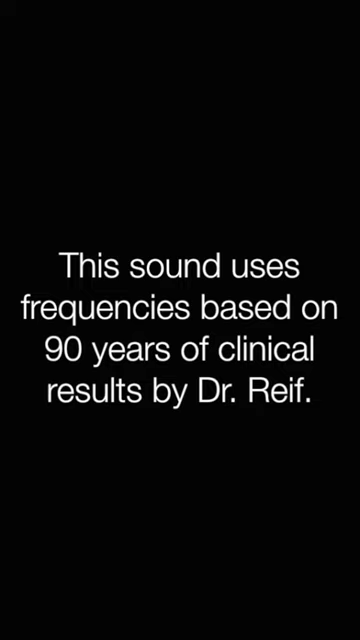 This sound uses
frequencies based on
90 years of clinical
results by Dr. Reif.